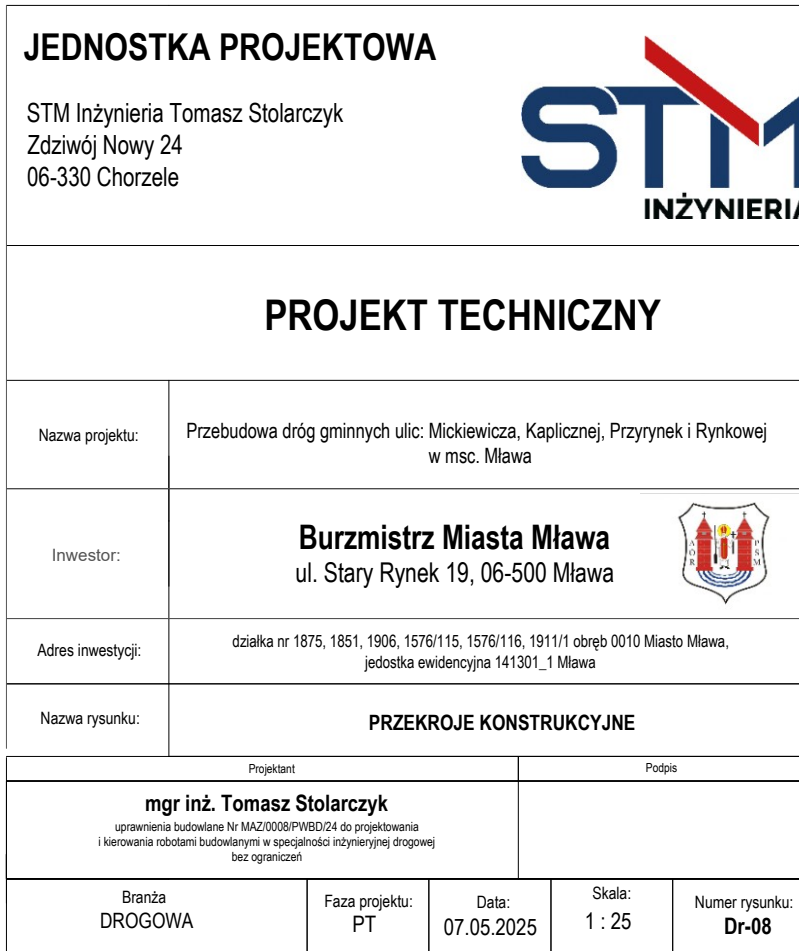 JEDNOSTKA PROJEKTOWA
STM Inżynieria Tomasz Stolarczyk
Zdziwój Nowy 24
06-330 Chorzele
STM
INŻYNIERIA
PROJEKT TECHNICZNY
Nazwa projektu:
Przebudowa dróg gminnych ulic: Mickiewicza, Kaplicznej, Przyrynek i Rynkowej
w msc. Mława
Inwestor:
Burzmistrz Miasta Mława
ul. Stary Rynek 19, 06-500 Mława
AOR
PSM
Adres inwestycji:
działka nr 1875, 1851, 1906, 1576/115, 1576/116, 1911/1 obręb 0010 Miasto Mława,
jedostka ewidencyjna 141301_1 Mława
Nazwa rysunku:
PRZEKROJE KONSTRUKCYJNE
Projektant
Podpis
mgr inż. Tomasz Stolarczyk
uprawnienia budowlane Nr MAZ/0008/PWBD/24 do projektowania
i kierowania robotami budowlanymi w specjalności inżynieryjnej drogowej
bez ograniczeń
Branża
DROGOWA
Faza projektu:
PT
Data:
07.05.2025
Skala:
1 : 25
Numer rysunku:
Dr-08